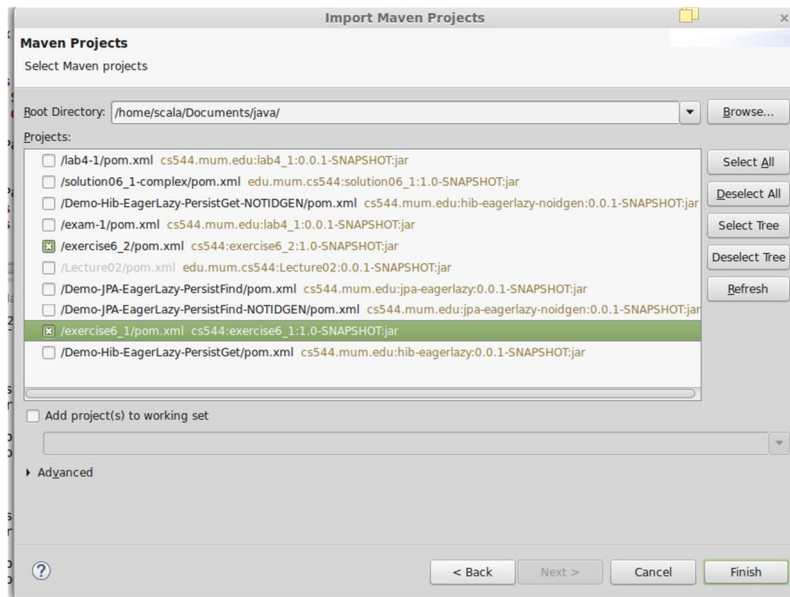 Import Maven Projects
Maven Projects
Select Maven projects
Root Directory: /home/scala/Documents/java/ Browse...
Projects:
/lab4-1/pom.xml cs544.mum.edu:lab4_1:0.0.1-SNAPSHOT:jar
/solution06_1-complex/pom.xml edu.mum.cs544:solution06_1:1.0-SNAPSHOT:jar
/Demo-Hib-EagerLazy-PersistGet-NOTIDGEN/pom.xml cs544.mum.edu:hib-eagerlazy-noidgen:0.0.1-SNAPSHOT:jar
/exam-1/pom.xml cs544.mum.edu:lab4_1:0.0.1-SNAPSHOT:jar
/exercise6_2/pom.xml cs544:exercise6_2:1.0-SNAPSHOT:jar
/Lecture02/pom.xml edu.mum.cs544:Lecture02:0.0.1-SNAPSHOT:jar
/Demo-JPA-EagerLazy-PersistFind/pom.xml cs544.mum.edu:jpa-eagerlazy:0.0.1-SNAPSHOT:jar
/Demo-JPA-EagerLazy-PersistFind-NOTIDGEN/pom.xml cs544.mum.edu:jpa-eagerlazy-noidgen:0.0.1-SNAPSHOT:jar
/exercise6_1/pom.xml cs544:exercise6_1:1.0-SNAPSHOT:jar
/Demo-Hib-EagerLazy-PersistGet/pom.xml cs544.mum.edu:hib-eagerlazy:0.0.1-SNAPSHOT:jar
Select All
Deselect All
Select Tree
Deselect Tree
Refresh
Add project(s) to working set
Advanced
< Back Next > Cancel Finish